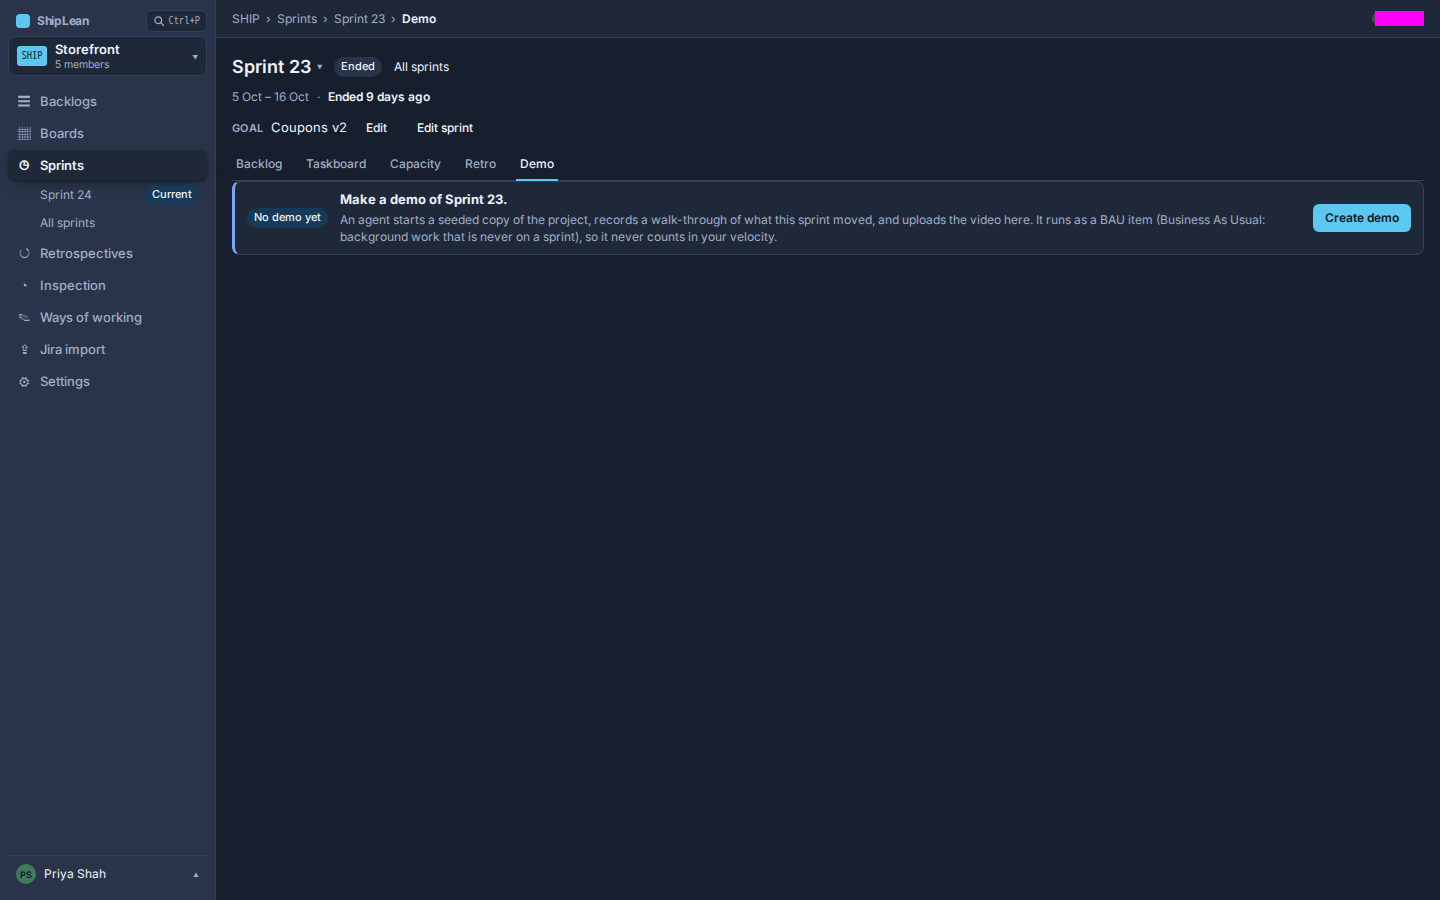 ShipLean
Ctrl+P
SHIP
Storefront
5 members
Backlogs
Boards
Sprints
Sprint 24
Current
All sprints
Retrospectives
Inspection
Ways of working
Jira import
Settings
PS
Priya Shah
SHIP › Sprints › Sprint 23 › Demo
Sprint 23
Ended
All sprints
5 Oct – 16 Oct · Ended 9 days ago
GOAL Coupons v2 Edit Edit sprint
Backlog Taskboard Capacity Retro Demo
No demo yet
Make a demo of Sprint 23.
An agent starts a seeded copy of the project, records a walk-through of what this sprint moved, and uploads the video here. It runs as a BAU item (Business As Usual:
background work that is never on a sprint), so it never counts in your velocity.
Create demo